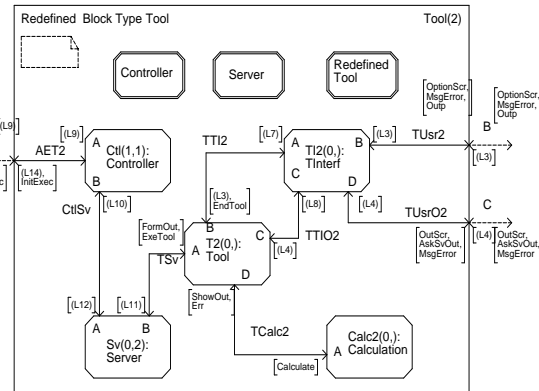 Redefined Block Type Tool
Tool(2)
Controller
Server
Redefined
Tool
OptionScr,
MsgError,
Outp
OptionScr,
MsgError,
Outp
B
(L3)
(L9)
AET2
(L14),
InitExec
(L9)
A
Ctl(1,1):
Controller
B
(L10)
CtlSv
TTI2
(L7)
A
TI2(0,):
TInterf
B
C
D
(L3)
TUsr2
(L8)
(L4)
TUsrO2
C
(L4)
OutScr,
AskSvOut,
MsgError
OutScr,
AskSvOut,
MsgError
(L3),
EndTool
FormOut,
ExeTool
TSv
B
A
T2(0,):
Tool
C
D
(L4)
TTIO2
ShowOut,
Err
(L12)
(L11)
A
B
Sv(0,2):
Server
TCalc2
Calculate
A
Calc2(0,):
Calculation